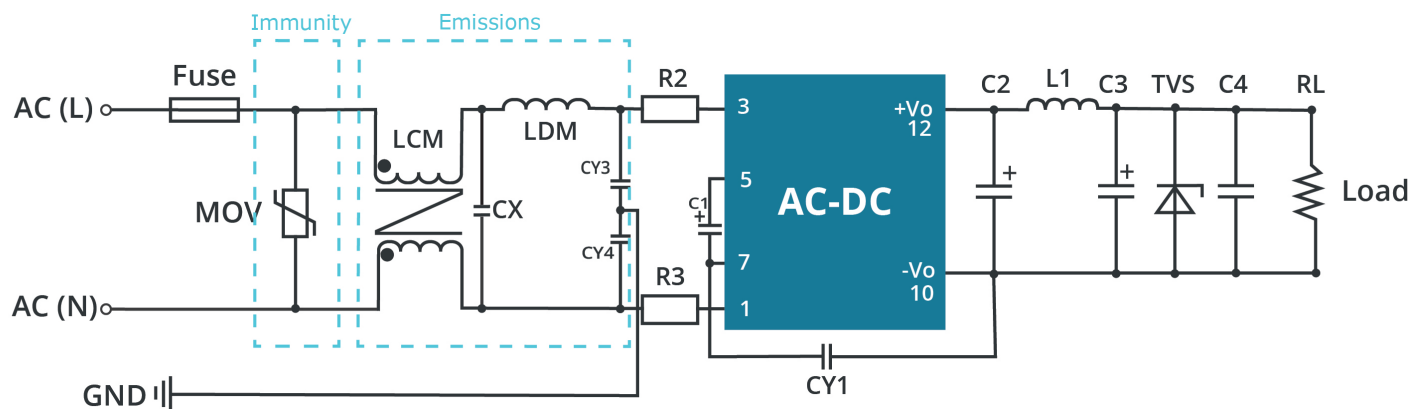 Immunity
Emissions
Fuse
R2
C2
L1
C3
TVS
C4
RL
AC (L)
3
+Vo
12
LCM
LDM
CY3
5
C1
+
AC-DC
+
+
Load
MOV
CX
CY4
7
-Vo
10
R3
AC (N)
1
CY1
GND